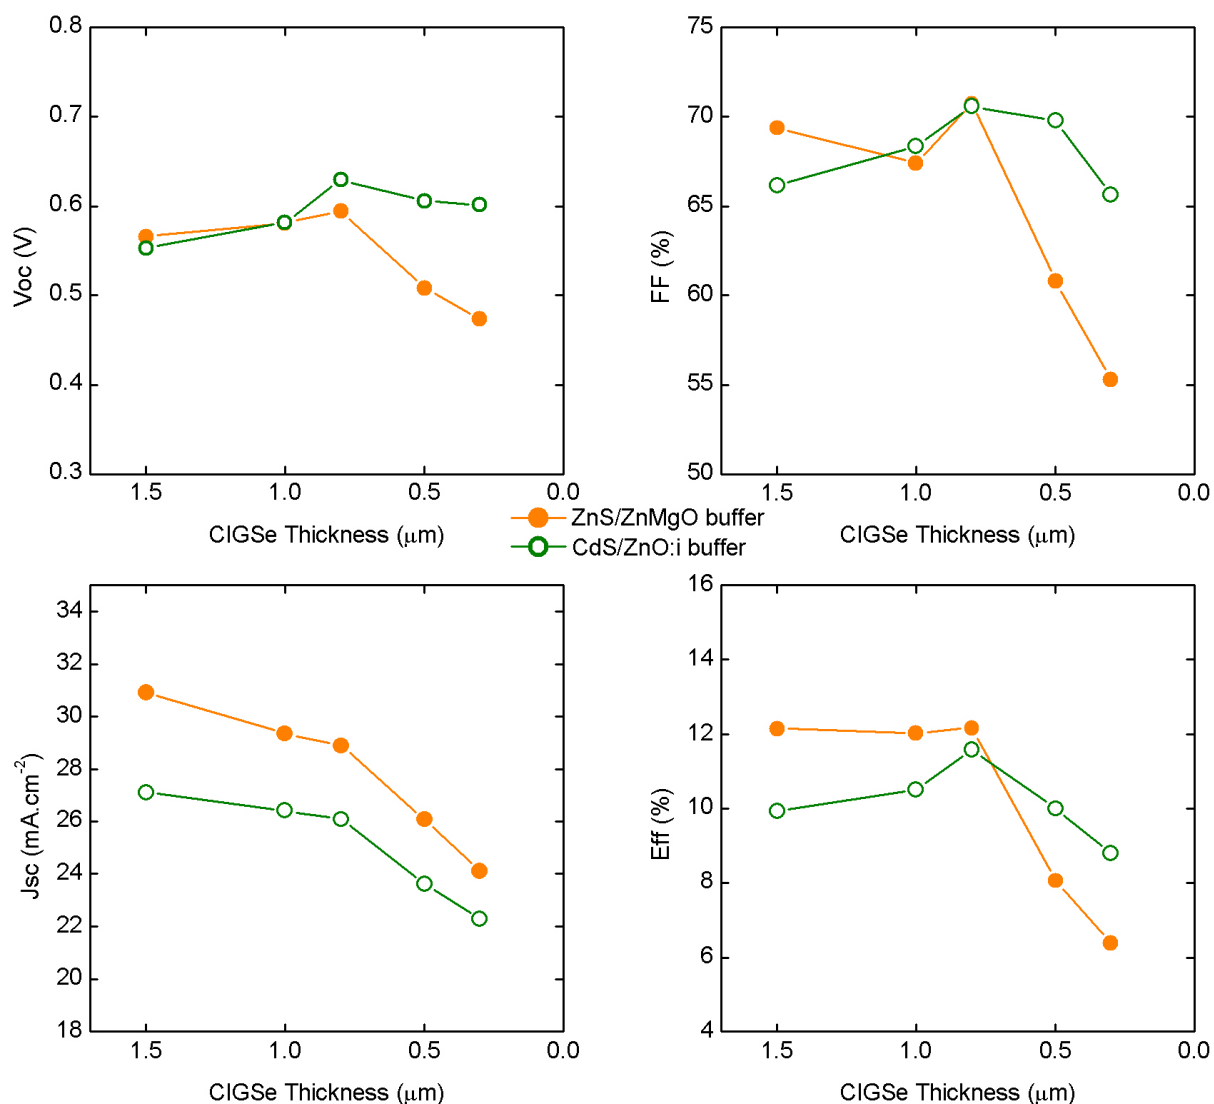 0.8
0.7
0.6
0.5
0.4
0.3
Voc (V)
1.5 1.0 0.5 0.0
CIGSe Thickness (μm)
75
70
65
60
55
50
FF (%)
1.5 1.0 0.5 0.0
CIGSe Thickness (μm)
ZnS/ZnMgO buffer
CdS/ZnO:i buffer
34
32
30
28
26
24
22
20
18
Jsc (mA.cm-2)
1.5 1.0 0.5 0.0
CIGSe Thickness (μm)
16
14
12
10
8
6
4
Eff (%)
1.5 1.0 0.5 0.0
CIGSe Thickness (μm)